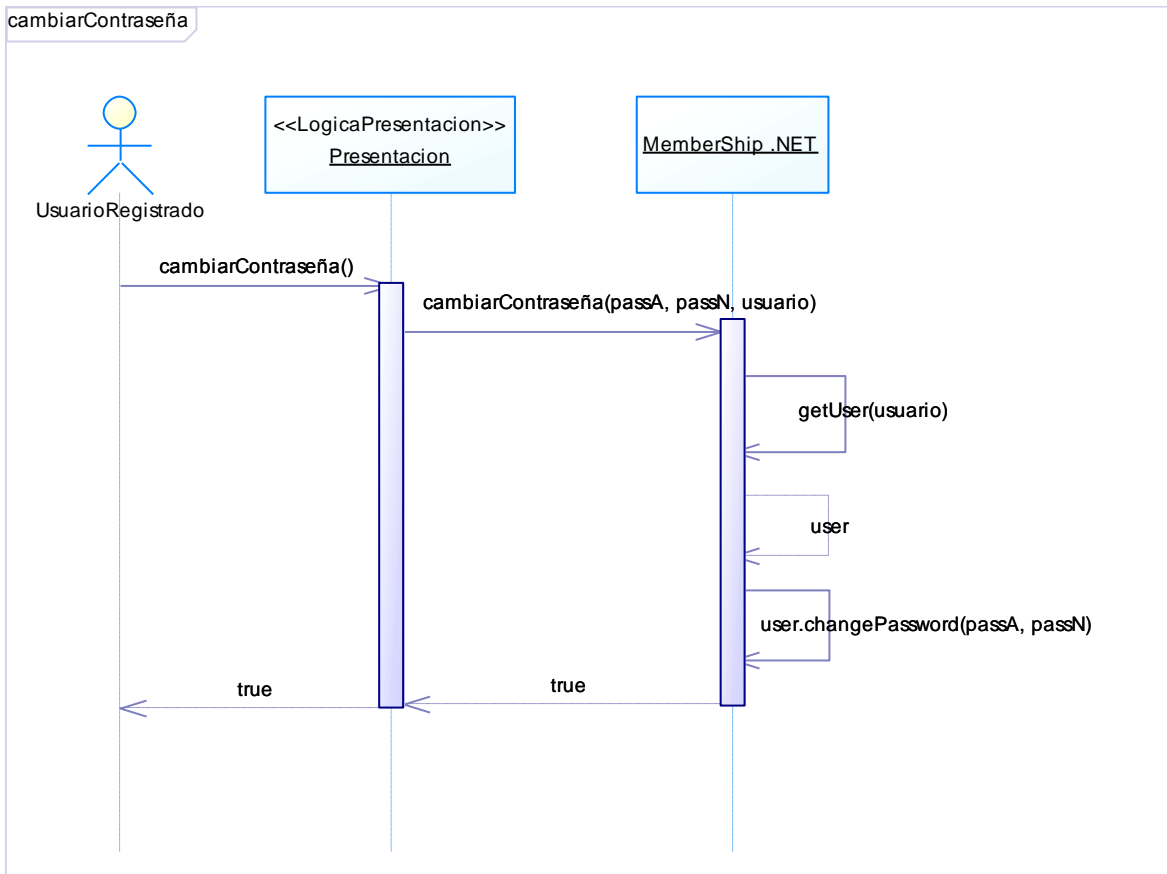 cambiarContraseña
<<LogicaPresentacion>>
Presentacion
MemberShip .NET
UsuarioRegistrado
cambiarContraseña()
cambiarContraseña(passA, passN, usuario)
getUser(usuario)
user
user.changePassword(passA, passN)
true
true